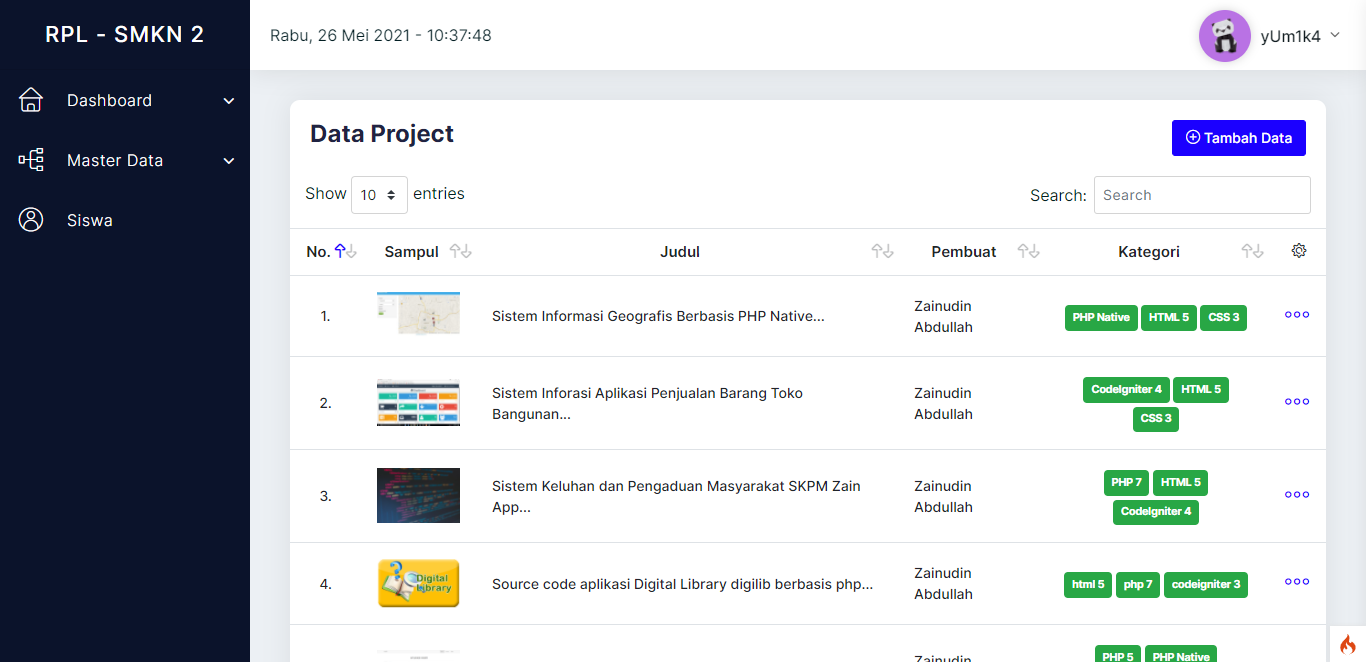 RPL - SMKN 2
Rabu, 26 Mei 2021 - 10:37:48
yUm1k4
Dashboard
Master Data
Siswa
Data Project
Tambah Data
Show 10 entries
Search: Search
No. Sampul Judul Pembuat Kategori
1. Sistem Informasi Geografis Berbasis PHP Native... Zainudin Abdullah PHP Native HTML 5 CSS 3
2. Sistem Inforasi Aplikasi Penjualan Barang Toko Bangunan... Zainudin Abdullah CodeIgniter 4 HTML 5 CSS 3
3. Sistem Keluhan dan Pengaduan Masyarakat SKPM Zain App... Zainudin Abdullah PHP 7 HTML 5 CodeIgniter 4
4. Digital Library Source code aplikasi Digital Library digilib berbasis php... Zainudin Abdullah html 5 php 7 codeigniter 3
Zainudin PHP 5 PHP Native